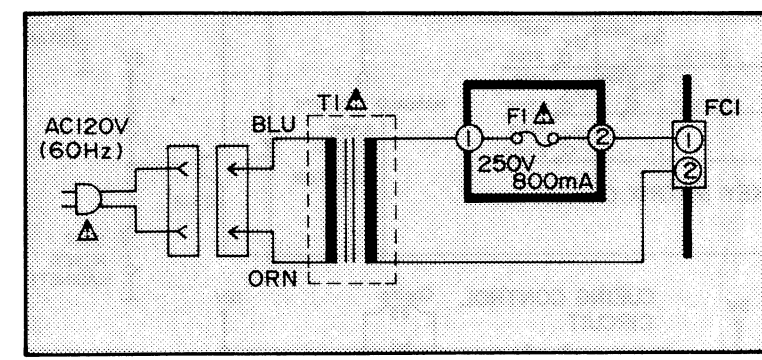 AC120V
(60Hz)
BLU
ORN
T1
1
F1
2
250V
800mA
FC1
1
2